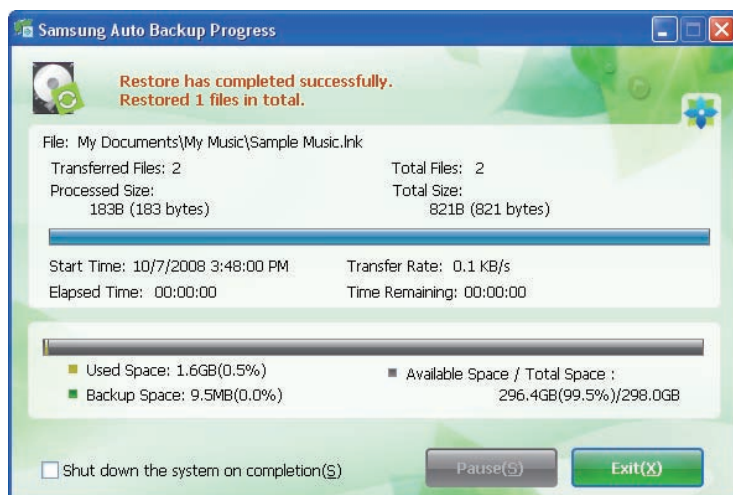 Samsung Auto Backup Progress
Restore has completed successfully.
Restored 1 files in total.
File: My Documents\My Music\Sample Music.lnk
Transferred Files: 2
Total Files: 2
Processed Size:
183B (183 bytes)
Total Size:
821B (821 bytes)
Start Time: 10/7/2008 3:48:00 PM
Transfer Rate: 0.1 KB/s
Elapsed Time: 00:00:00
Time Remaining: 00:00:00
Used Space: 1.6GB(0.5%)
Backup Space: 9.5MB(0.0%)
Available Space / Total Space :
296.4GB(99.5%)/298.0GB
Shut down the system on completion(S)
Pause(S)
Exit(X)